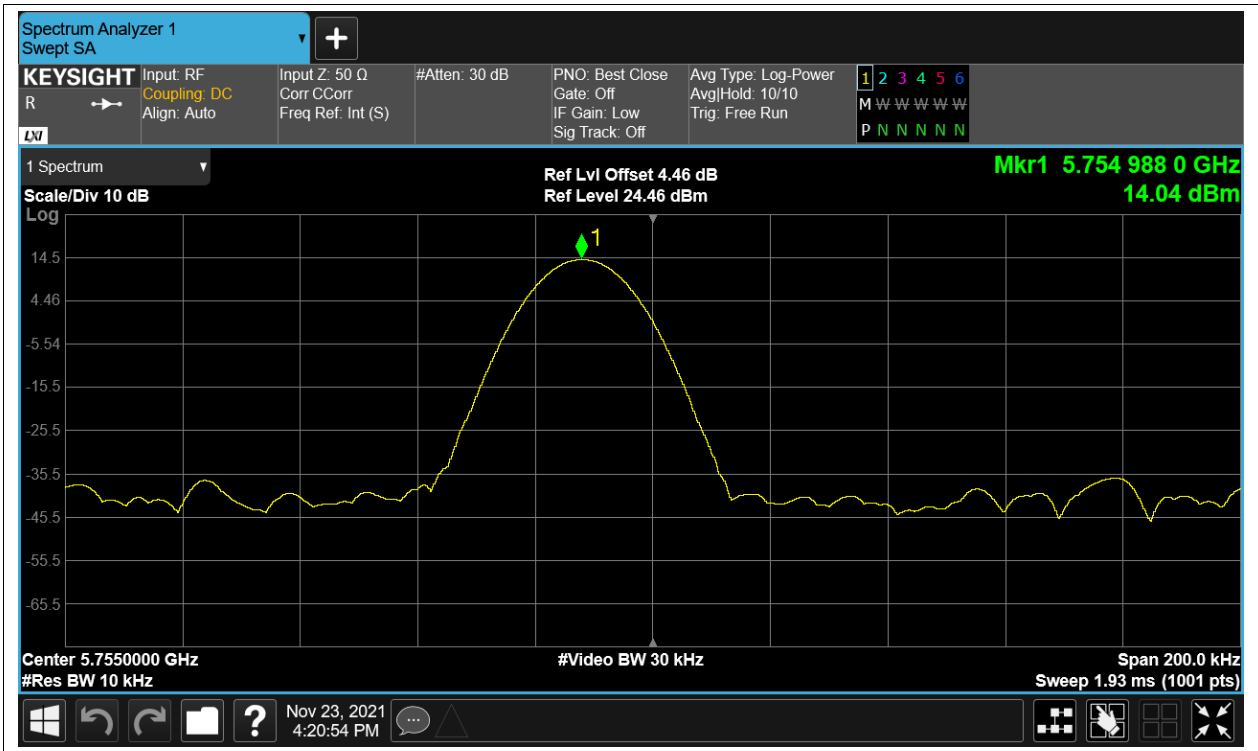 Spectrum Analyzer 1
Swept SA
KEYSIGHT
R
LXI
Input: RF
Coupling: DC
Align: Auto
Input Z: 50 Ω
Corr CCorr
Freq Ref: Int (S)
#Atten: 30 dB
PNO: Best Close
Gate: Off
IF Gain: Low
Sig Track: Off
Avg Type: Log-Power
Avg|Hold: 10/10
Trig: Free Run
1 2 3 4 5 6
M W W W W W W
P N N N N N
1 Spectrum
Scale/Div 10 dB
Log
Ref Lvl Offset 4.46 dB
Ref Level 24.46 dBm
Mkr1 5.754 988 0 GHz
14.04 dBm
1
14.5
4.46
-5.54
-15.5
-25.5
-35.5
-45.5
-55.5
-65.5
Center 5.7550000 GHz
#Res BW 10 kHz
#Video BW 30 kHz
Span 200.0 kHz
Sweep 1.93 ms (1001 pts)
?
Nov 23, 2021
4:20:54 PM